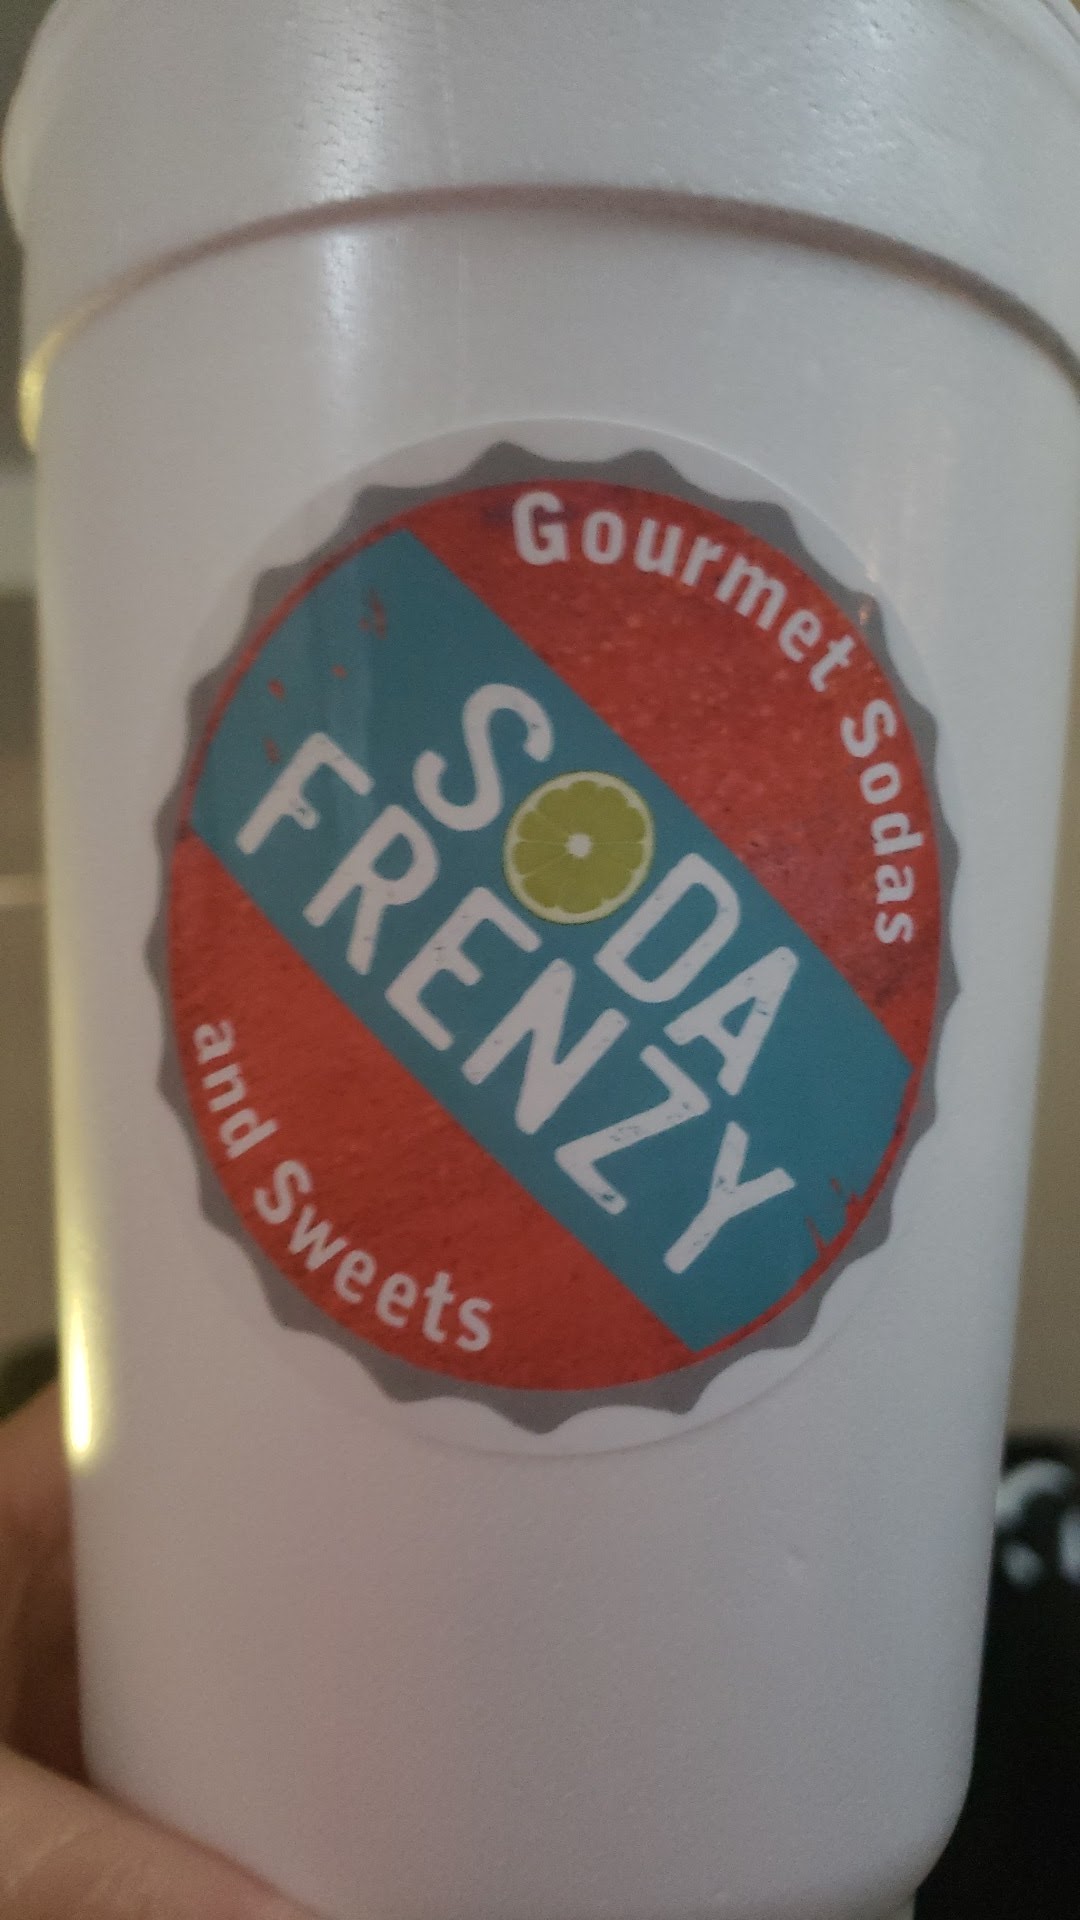 Gourmet Sodas
SODA
FRENZY
and Sweets